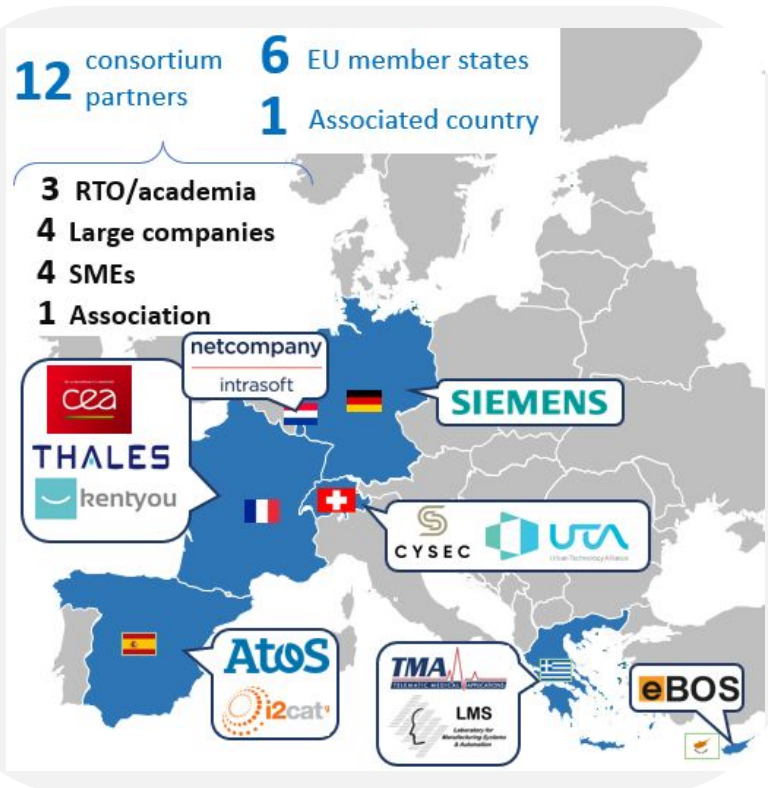 12 consortium
partners
6 EU member states
1 Associated country
3 RTO/academia
4 Large companies
4 SMEs
1 Association
netcompany
intrasoft
cea
THALES
kentyou
SIEMENS
CYSEC
UTA
Urban Technology Alliance
Atos
i2cat
TMA
TELEMATIC MEDICAL APPLICATIONS
LMS
Laboratory for
Manufacturing Systems
& Automation
eBOS